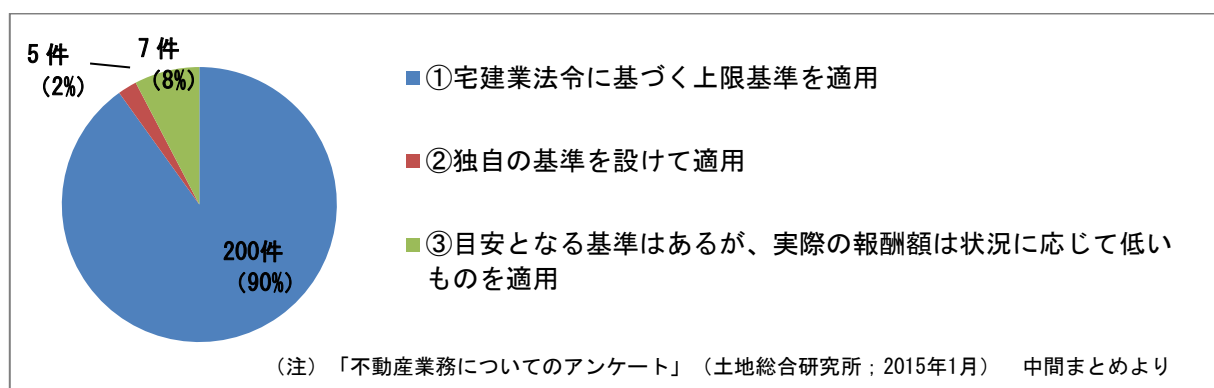 5 件
(2%)
7 件
(8%)
200件
(90%)
①宅建業法令に基づく上限基準を適用
②独自の基準を設けて適用
③目安となる基準はあるが、実際の報酬額は状況に応じて低い
ものを適用
（注）「不動産業務についてのアンケート」（土地総合研究所；2015年1月）　中間まとめより